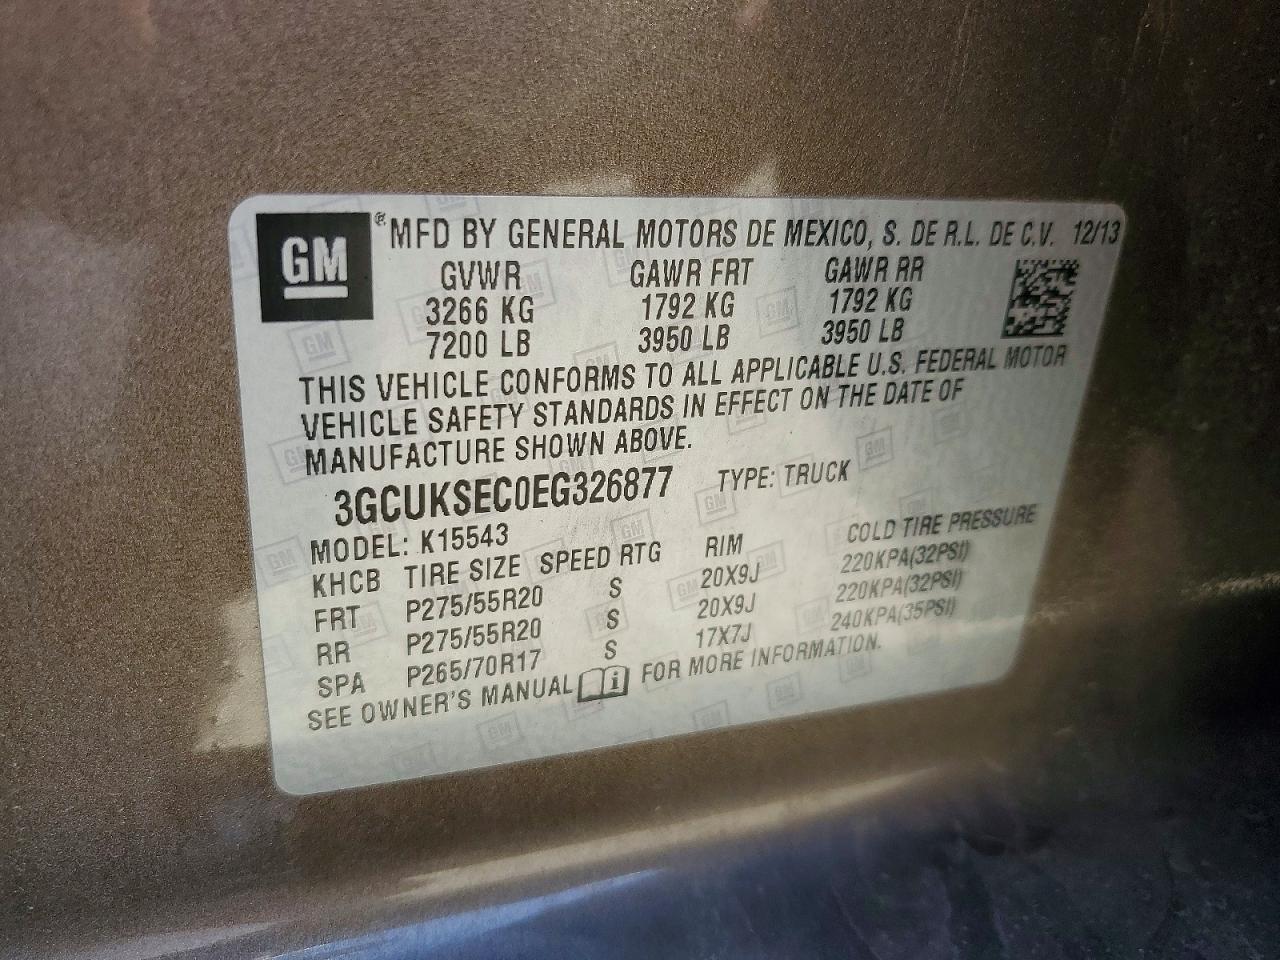 GM
® MFD BY GENERAL MOTORS DE MEXICO, S. DE R.L. DE C.V. 12/13
GVWR GAWR FRT GAWR RR
3266 KG 1792 KG 1792 KG
7200 LB 3950 LB 3950 LB
THIS VEHICLE CONFORMS TO ALL APPLICABLE U.S. FEDERAL MOTOR
VEHICLE SAFETY STANDARDS IN EFFECT ON THE DATE OF
MANUFACTURE SHOWN ABOVE.
3GCUKSEC0EG326877 TYPE: TRUCK
MODEL: K15543
KHCB TIRE SIZE SPEED RTG RIM COLD TIRE PRESSURE
FRT P275/55R20 S 20X9J 220KPA(32PSI)
RR P275/55R20 S 20X9J 220KPA(32PSI)
SPA P265/70R17 S 17X7J 240KPA(35PSI)
SEE OWNER'S MANUAL i FOR MORE INFORMATION.